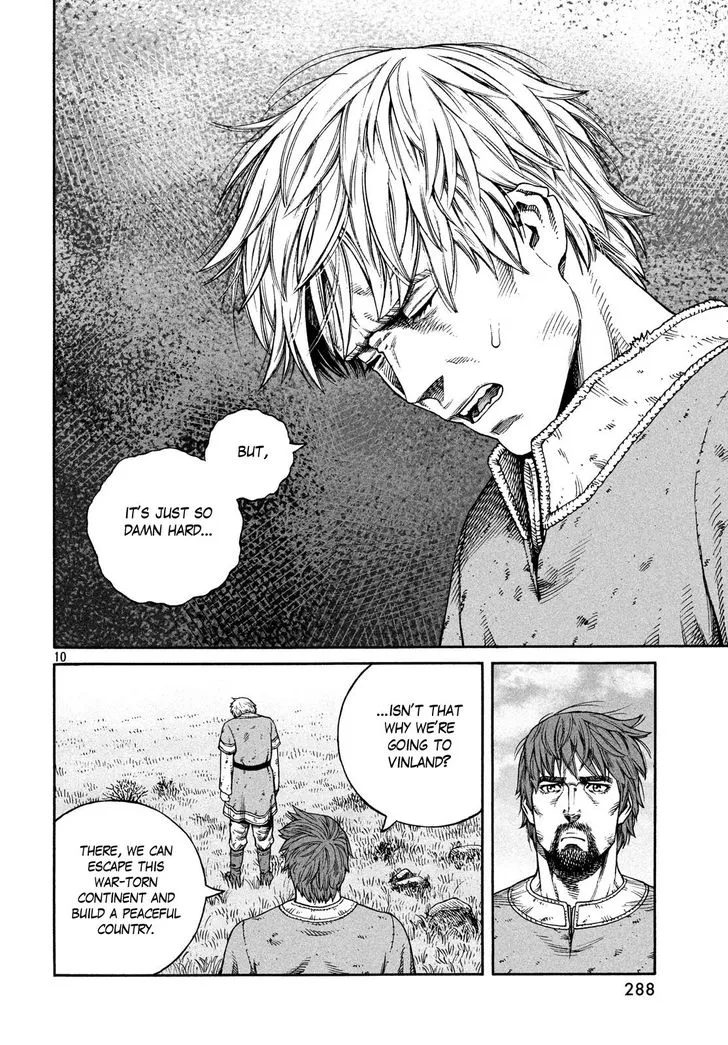 BUT,
IT'S JUST SO
DAMN HARD...
10
...ISN'T THAT
WHY WE'RE
GOING TO
VINLAND?
THERE, WE CAN
ESCAPE THIS
WAR-TORN
CONTINENT AND
BUILD A PEACEFUL
COUNTRY.
288